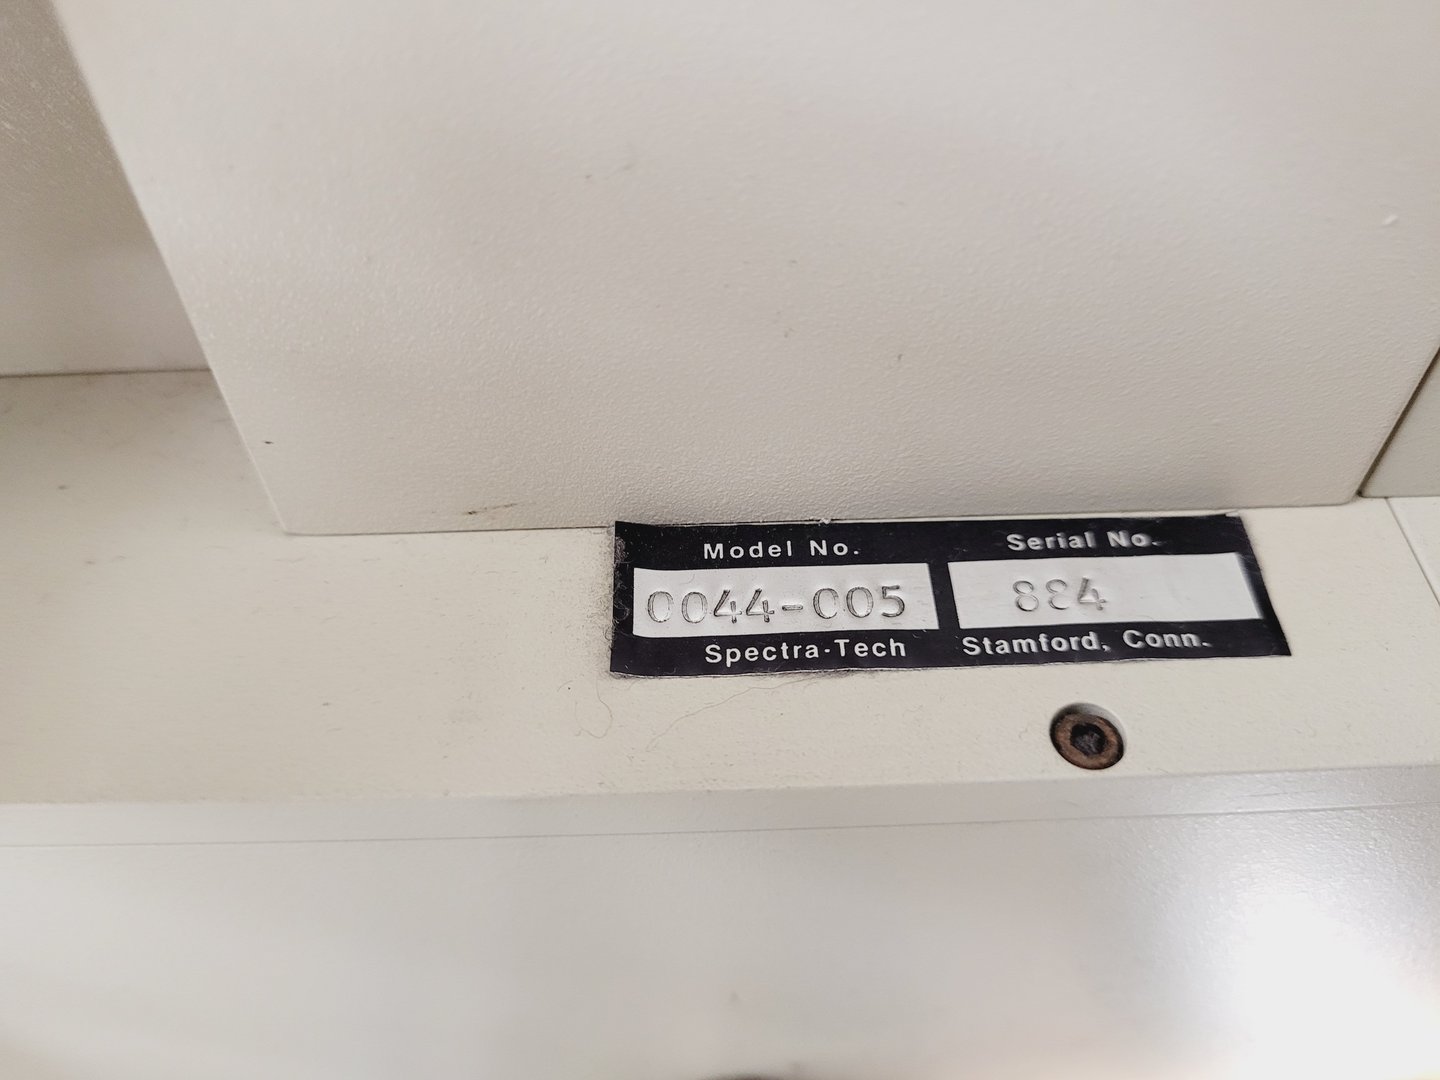 Model No. Serial No.
0044-005 884
Spectra-Tech Stamford, Conn.